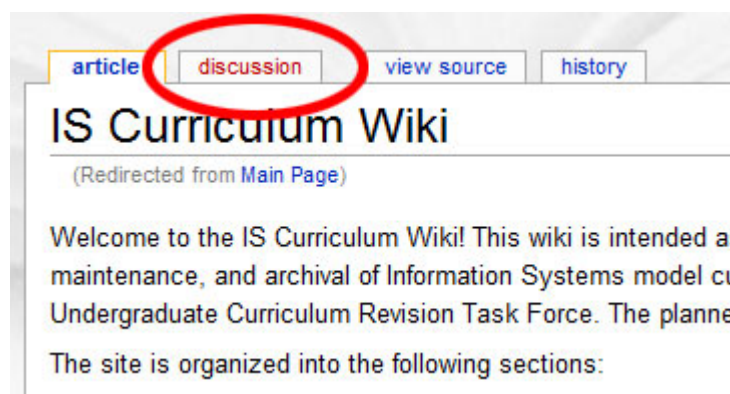 article discussion view source history
IS Curriculum Wiki
(Redirected from Main Page)
Welcome to the IS Curriculum Wiki! This wiki is intended a
maintenance, and archival of Information Systems model cu
Undergraduate Curriculum Revision Task Force. The planne
The site is organized into the following sections: